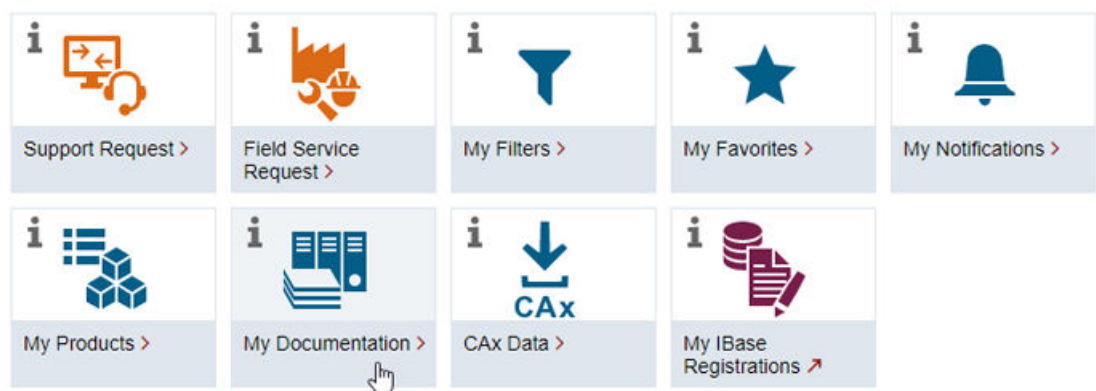 Support Request >
Field Service
Request >
My Filters >
My Favorites >
My Notifications >
My Products >
My Documentation >
CAx
CAx Data >
My IBase
Registrations ↗